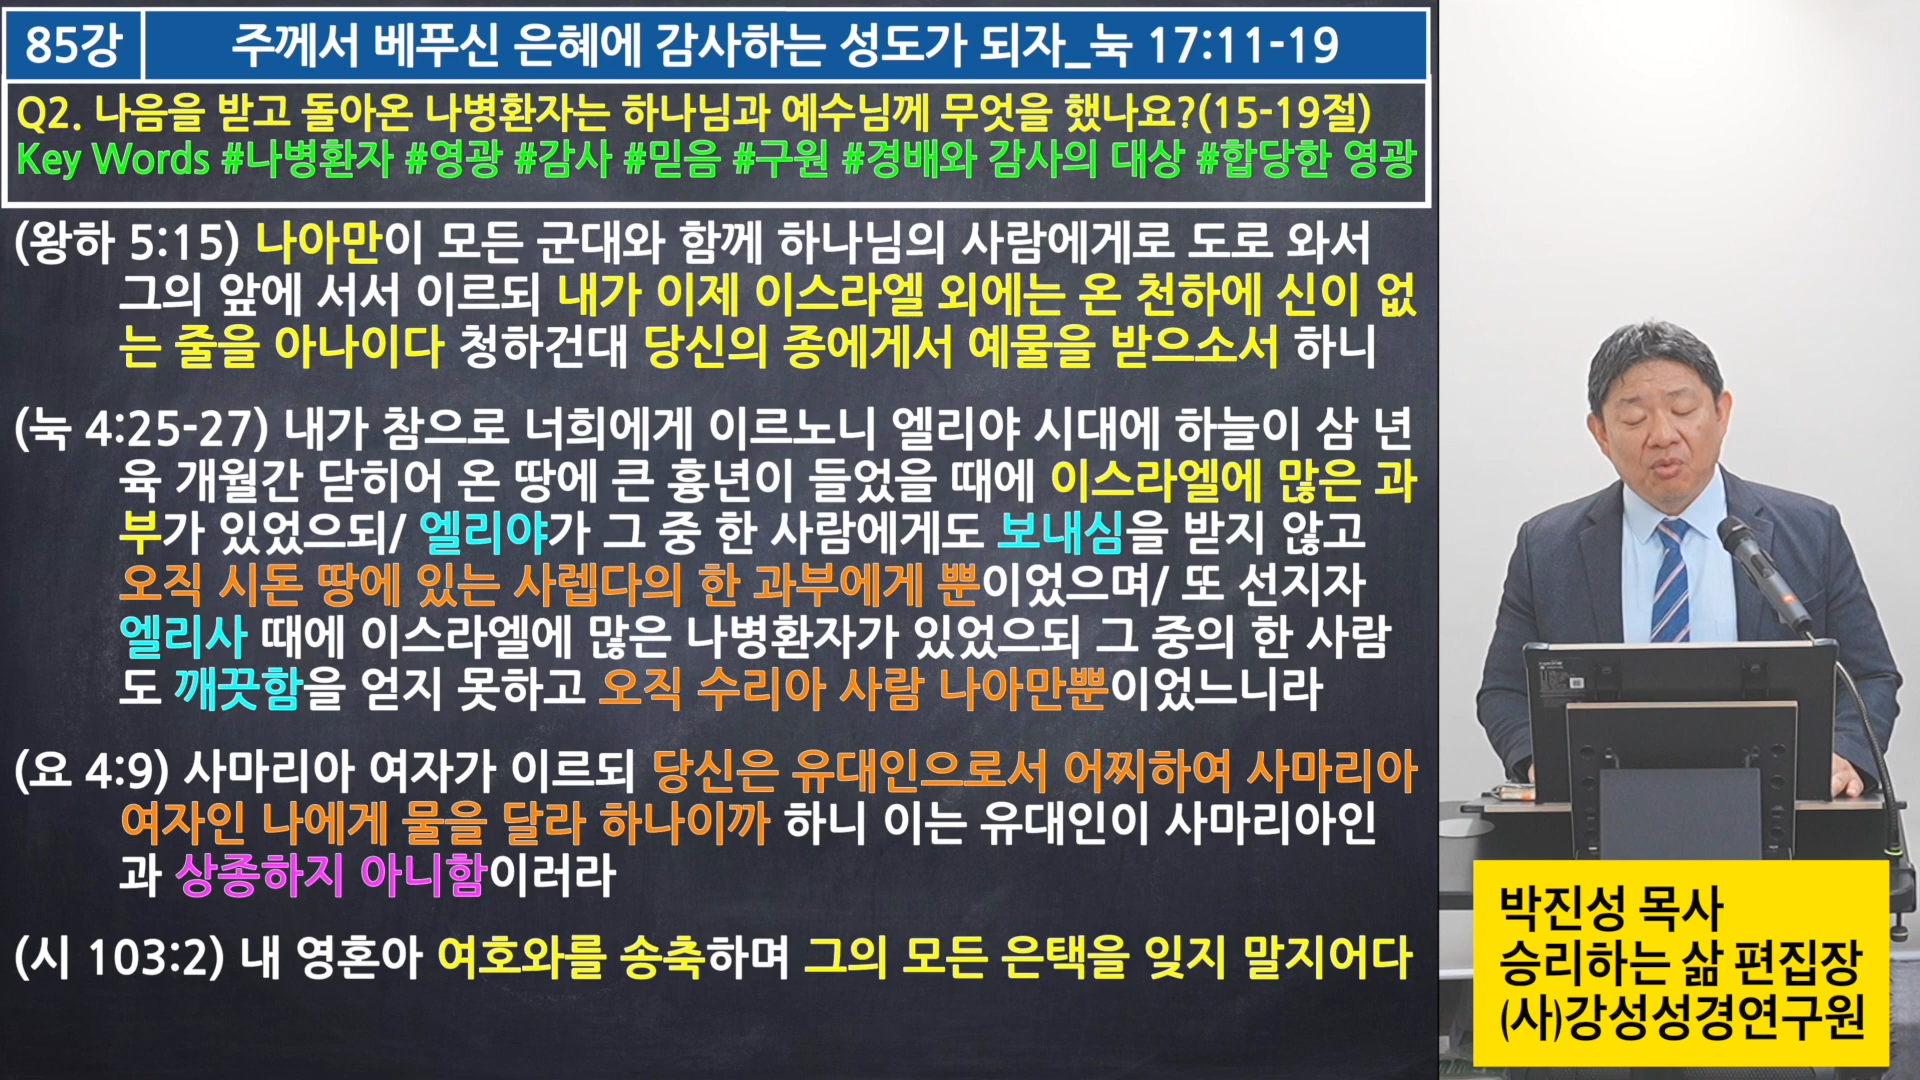 85강 주께서 베푸신 은혜에 감사하는 성도가 되자_눅 17:11-19
Q2. 나음을 받고 돌아온 나병환자는 하나님과 예수님께 무엇을 했나요?(15-19절)
Key Words #나병환자 #영광 #감사 #믿음 #구원 #경배와 감사의 대상 #합당한 영광
(왕하 5:15) 나아만이 모든 군대와 함께 하나님의 사람에게로 도로 와서
그의 앞에 서서 이르되 내가 이제 이스라엘 외에는 온 천하에 신이 없
는 줄을 아나이다 청하건대 당신의 종에게서 예물을 받으소서 하니
(눅 4:25-27) 내가 참으로 너희에게 이르노니 엘리야 시대에 하늘이 삼 년
육 개월간 닫히어 온 땅에 큰 흉년이 들었을 때에 이스라엘에 많은 과
부가 있었으되/ 엘리야가 그 중 한 사람에게도 보내심을 받지 않고
오직 시돈 땅에 있는 사렙다의 한 과부에게 뿐이었으며/ 또 선지자
엘리사 때에 이스라엘에 많은 나병환자가 있었으되 그 중의 한 사람
도 깨끗함을 얻지 못하고 오직 수리아 사람 나아만뿐이었느니라
(요 4:9) 사마리아 여자가 이르되 당신은 유대인으로서 어찌하여 사마리아
여자인 나에게 물을 달라 하나이까 하니 이는 유대인이 사마리아인
과 상종하지 아니함이러라
(시 103:2) 내 영혼아 여호와를 송축하며 그의 모든 은택을 잊지 말지어다
박진성 목사
승리하는 삶 편집장
(사)강성성경연구원